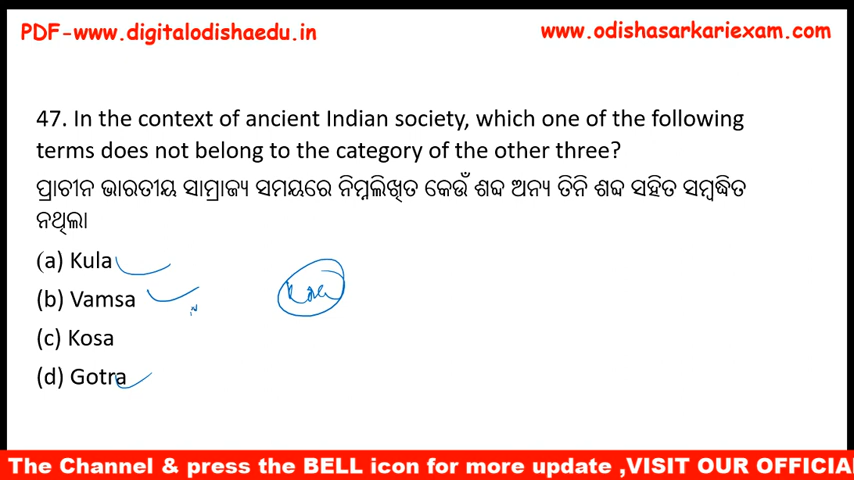 PDF-www.digitalodishaedu.in
www.odishasarkariexam.com
47. In the context of ancient Indian society, which one of the following
terms does not belong to the category of the other three?
ପ୍ରାଚୀନ ଭାରତୀୟ ସାମ୍ରାଜ୍ୟ ସମୟରେ ନିମ୍ନଲିଖିତ କେଉଁ ଶବ୍ଦ ଅନ୍ୟ ତିନି ଶବ୍ଦ ସହିତ ସମ୍ବନ୍ଧିତ
ନଥିଲା
(a) Kula
(b) Vamsa
(c) Kosa
(d) Gotra
The Channel & press the BELL icon for more update ,VISIT OUR OFFICIA